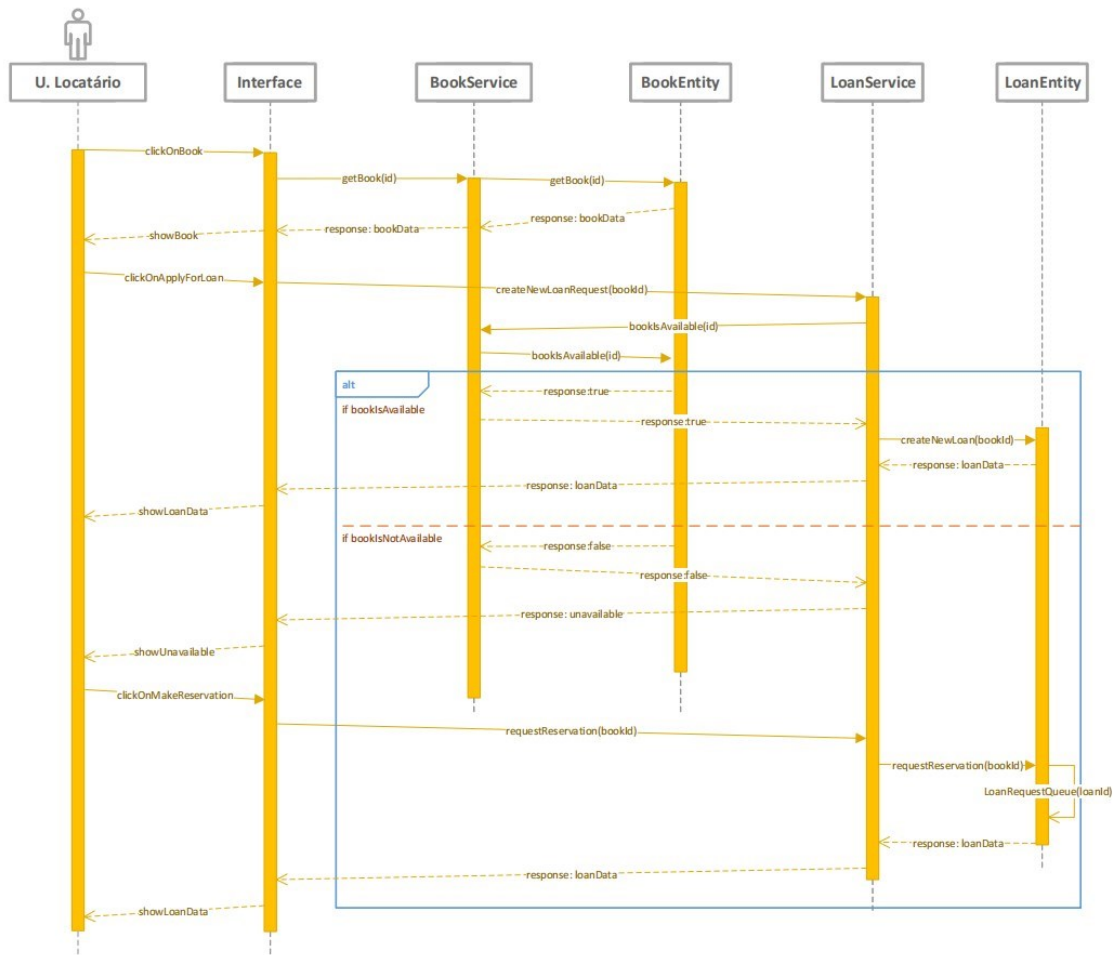 U. Locatário
Interface
BookService
BookEntity
LoanService
LoanEntity
clickOnBook
getBook(id)
getBook(id)
response: bookData
response: bookData
showBook
clickOnApplyForLoan
createNewLoanRequest(bookId)
bookIsAvailable(id)
bookIsAvailable(id)
alt
response:true
if bookIsAvailable
response:true
createNewLoan(bookId)
response: loanData
response: loanData
showLoanData
if bookIsNotAvailable
response:false
response:false
response: unavailable
showUnavailable
clickOnMakeReservation
requestReservation(bookId)
requestReservation(bookId)
LoanRequestQueue(loanId)
response: loanData
response: loanData
showLoanData